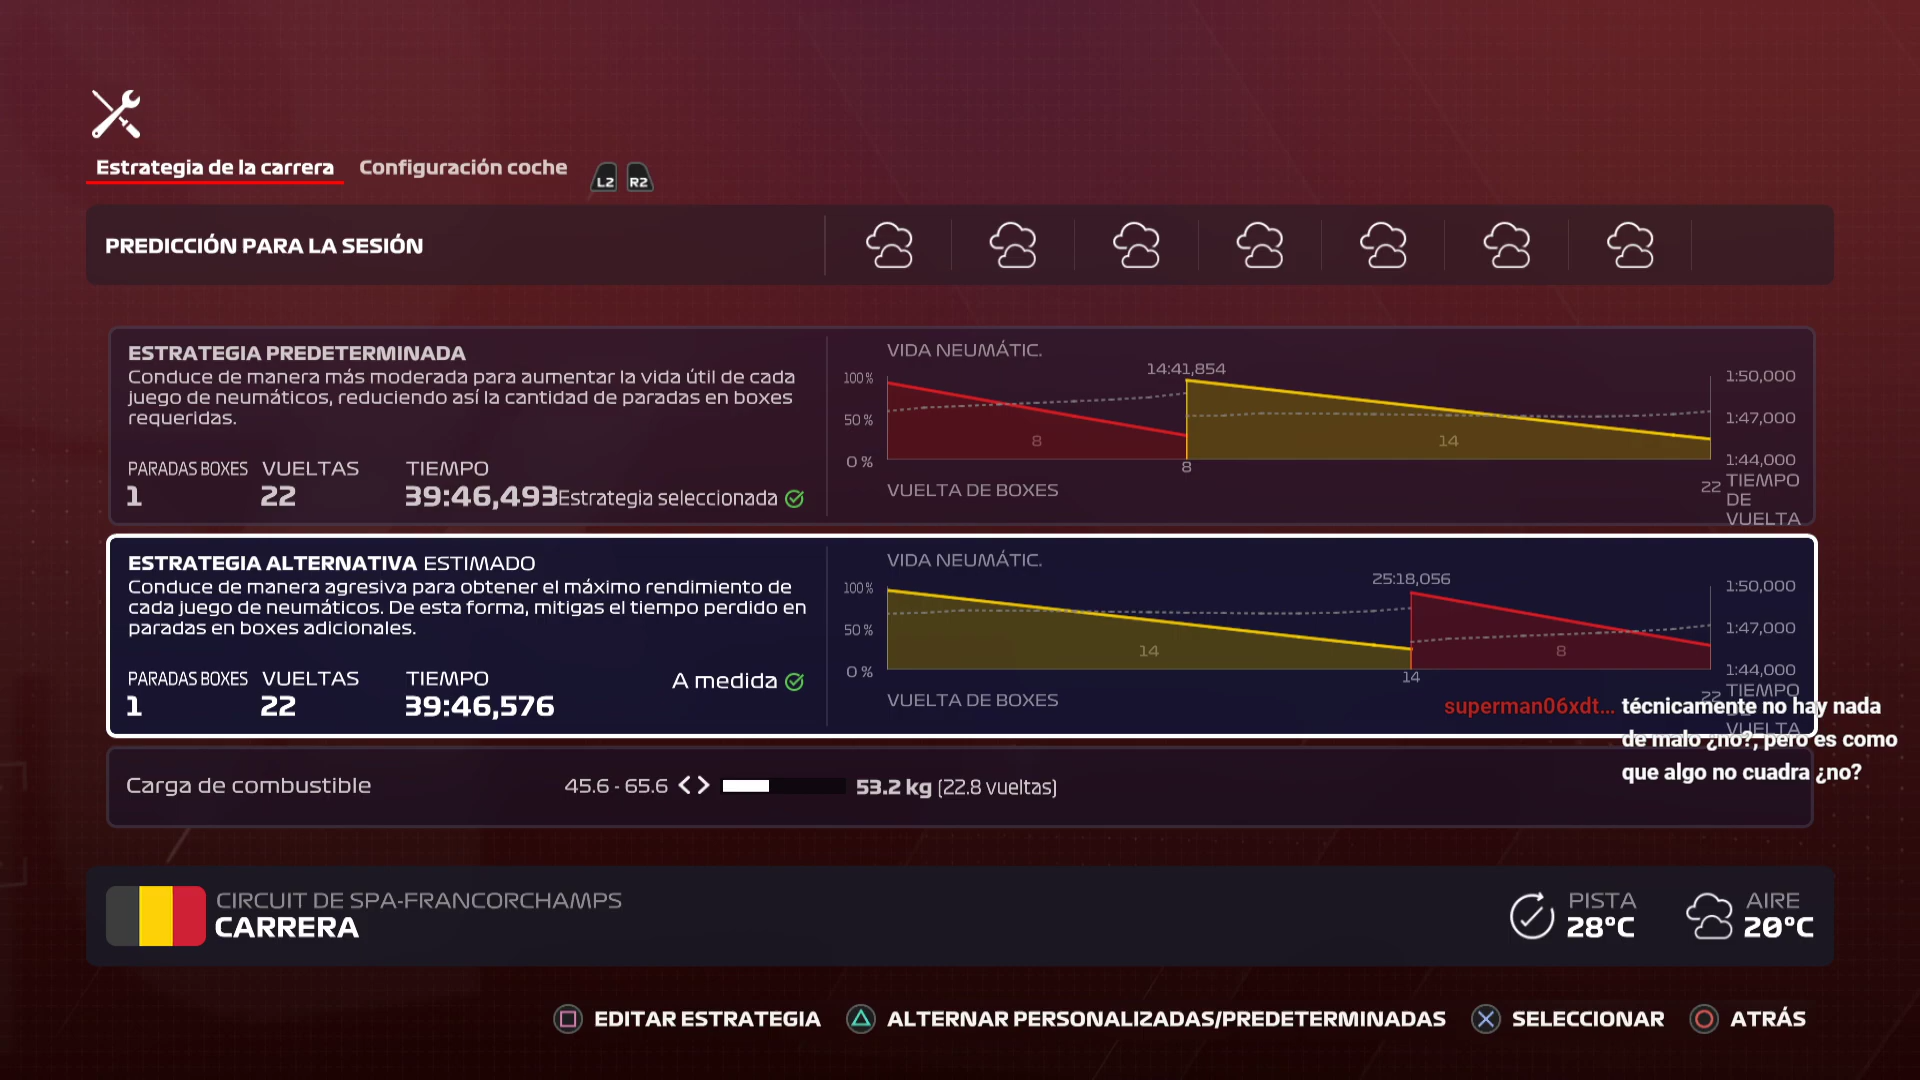 Estrategia de la carrera Configuración coche L2 R2
PREDICCIÓN PARA LA SESIÓN
ESTRATEGIA PREDETERMINADA
Conduce de manera más moderada para aumentar la vida útil de cada
juego de neumáticos, reduciendo así la cantidad de paradas en boxes
requeridas.
PARADAS BOXES VUELTAS TIEMPO
1 22 39:46,493 Estrategia seleccionada
VIDA NEUMÁTIC.
14:41,854
100 % 1:50,000
50 % 1:47,000
8 14
0 % 1:44,000
8
VUELTA DE BOXES 22 TIEMPO
DE
VUELTA
ESTRATEGIA ALTERNATIVA ESTIMADO
Conduce de manera agresiva para obtener el máximo rendimiento de
cada juego de neumáticos. De esta forma, mitigas el tiempo perdido en
paradas en boxes adicionales.
PARADAS BOXES VUELTAS TIEMPO
A medida
1 22 39:46,576
VIDA NEUMÁTIC.
25:18,056
100 % 1:50,000
50 % 1:47,000
14 8
0 % 1:44,000
14
VUELTA DE BOXES 22 TIEMPO
DE
VUELTA
superman06xdt... técnicamente no hay nada
de malo ¿no?, pero es como
que algo no cuadra ¿no?
Carga de combustible 45.6 - 65.6 53.2 kg (22.8 vueltas)
CIRCUIT DE SPA-FRANCORCHAMPS
CARRERA
PISTA
28°C
AIRE
20°C
EDITAR ESTRATEGIA ALTERNAR PERSONALIZADAS/PREDETERMINADAS SELECCIONAR ATRÁS